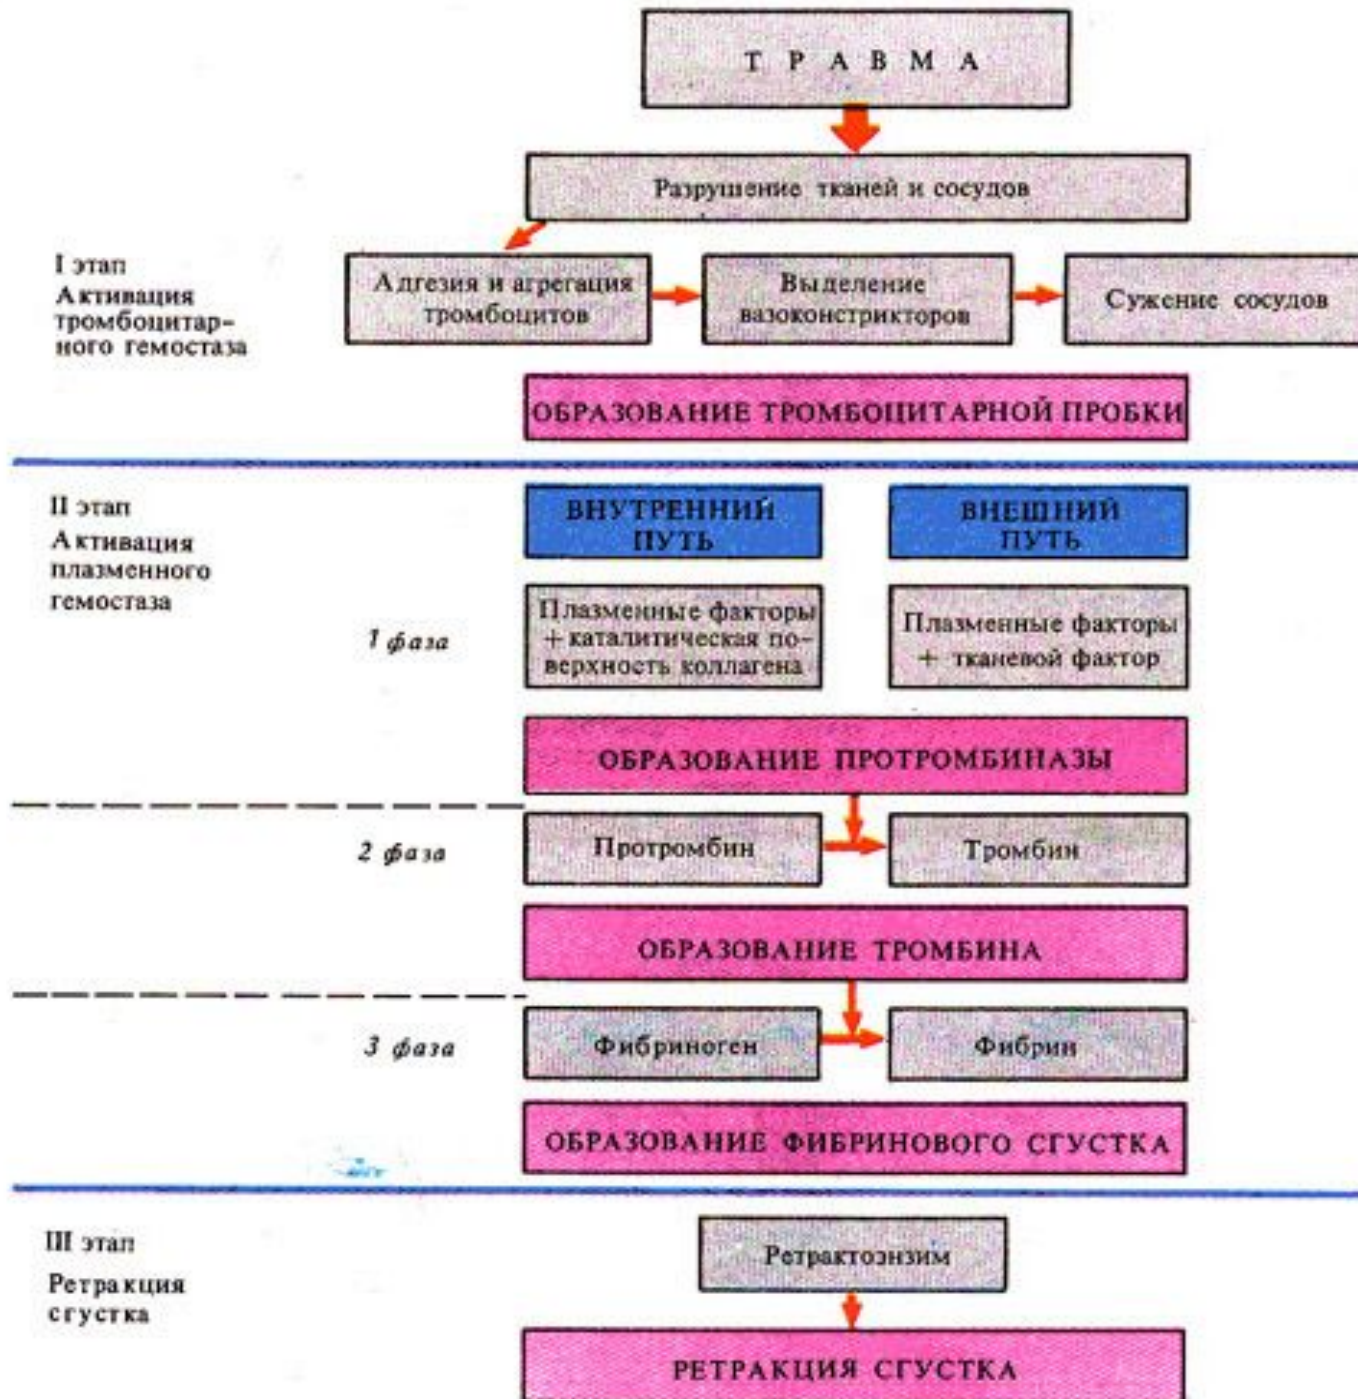 ТРАВМА
Разрушение тканей и сосудов
I этап
Активация
тромбоцитар-
ного гемостаза
Адгезия и агрегация
тромбоцитов
Выделение
вазоконстрикторов
Сужение сосудов
ОБРАЗОВАНИЕ ТРОМБОЦИТАРНОЙ ПРОБКИ
II этап
Активация
плазменного
гемостаза
ВНУТРЕННИЙ
ПУТЬ
ВНЕШНИЙ
ПУТЬ
1 фаза
Плазменные факторы
+ каталитическая по-
верхность коллагена
Плазменные факторы
+ тканевой фактор
ОБРАЗОВАНИЕ ПРОТРОМБИНАЗЫ
2 фаза
Протромбин
Тромбин
ОБРАЗОВАНИЕ ТРОМБИНА
3 фаза
Фибриноген
Фибрин
ОБРАЗОВАНИЕ ФИБРИНОВОГО СГУСТКА
III этап
Ретракция
сгустка
Ретрактоэнзим
РЕТРАКЦИЯ СГУСТКА